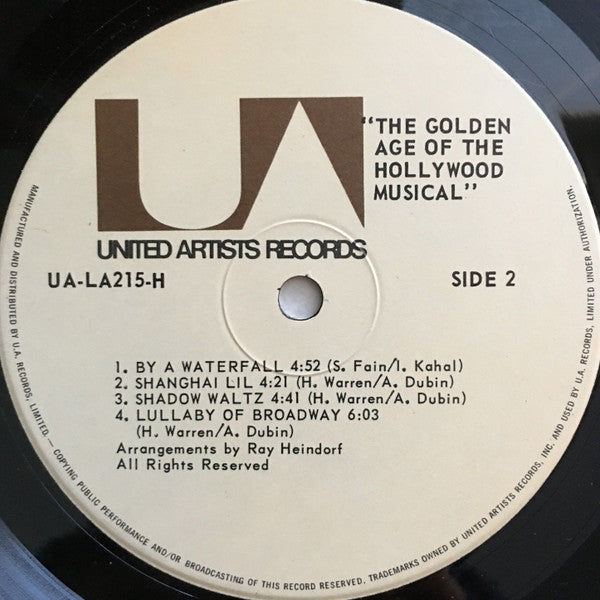 UA
"THE GOLDEN
AGE OF THE
HOLLYWOOD
MUSICAL"
UNITED ARTISTS RECORDS
UA-LA215-H
SIDE 2
1. BY A WATERFALL 4:52 (S. Fain/I. Kahal)
2. SHANGHAI LIL 4:21 (H. Warren/A. Dubin)
3. SHADOW WALTZ 4:41 (H. Warren/A. Dubin)
4. LULLABY OF BROADWAY 6:03
(H. Warren/A. Dubin)
Arrangements by Ray Heindorf
All Rights Reserved
MANUFACTURED AND DISTRIBUTED BY U.A. RECORDS, LIMITED. — COPYING PUBLIC PERFORMANCE AND/OR BROADCASTING OF THIS RECORD RESERVED. TRADEMARKS OWNED BY UNITED ARTISTS RECORDS, INC. AND USED BY U.A. RECORDS, LIMITED UNDER AUTHORIZATION.